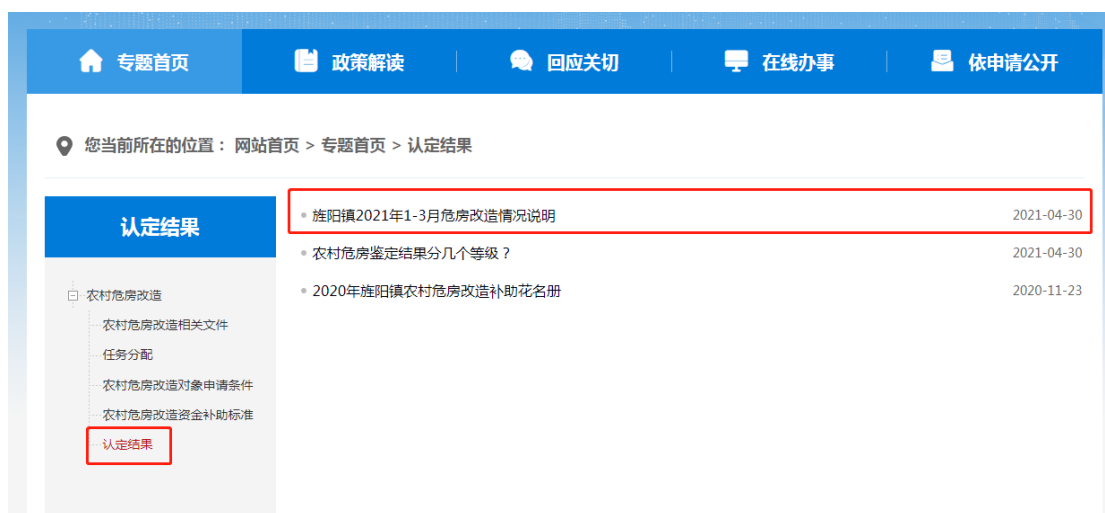 专题首页 政策解读 回应关切 在线办事 依申请公开
您当前所在的位置： 网站首页 > 专题首页 > 认定结果
认定结果
农村危房改造
农村危房改造相关文件
任务分配
农村危房改造对象申请条件
农村危房改造资金补助标准
认定结果
旌阳镇2021年1-3月危房改造情况说明 2021-04-30
农村危房鉴定结果分几个等级？ 2021-04-30
2020年旌阳镇农村危房改造补助花名册 2020-11-23